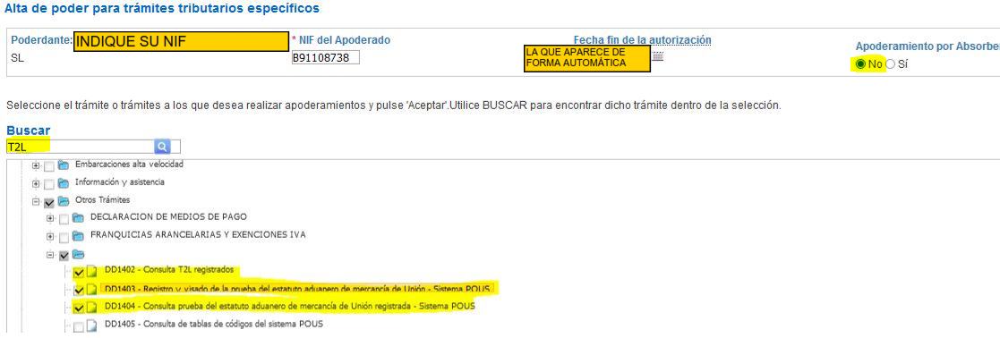 Alta de poder para trámites tributarios específicos
Poderdante: INDIQUE SU NIF * NIF del Apoderado Fecha fin de la autorización Apoderamiento por Absorbe
SL B91108738 LA QUE APARECE DE
FORMA AUTOMÁTICA No Sí
Seleccione el trámite o trámites a los que desea realizar apoderamientos y pulse 'Aceptar'.Utilice BUSCAR para encontrar dicho trámite dentro de la selección.
Buscar
T2L
Embarcaciones alta velocidad
Información y asistencia
Otros Trámites
DECLARACION DE MEDIOS DE PAGO
FRANQUICIAS ARANCELARIAS Y EXENCIONES IVA
DD1402 - Consulta T2L registrados
DD1403 - Registro y visado de la prueba del estatuto aduanero de mercancía de Unión - Sistema POUS
DD1404 - Consulta prueba del estatuto aduanero de mercancía de Unión registrada - Sistema POUS
DD1405 - Consulta de tablas de códigos del sistema POUS